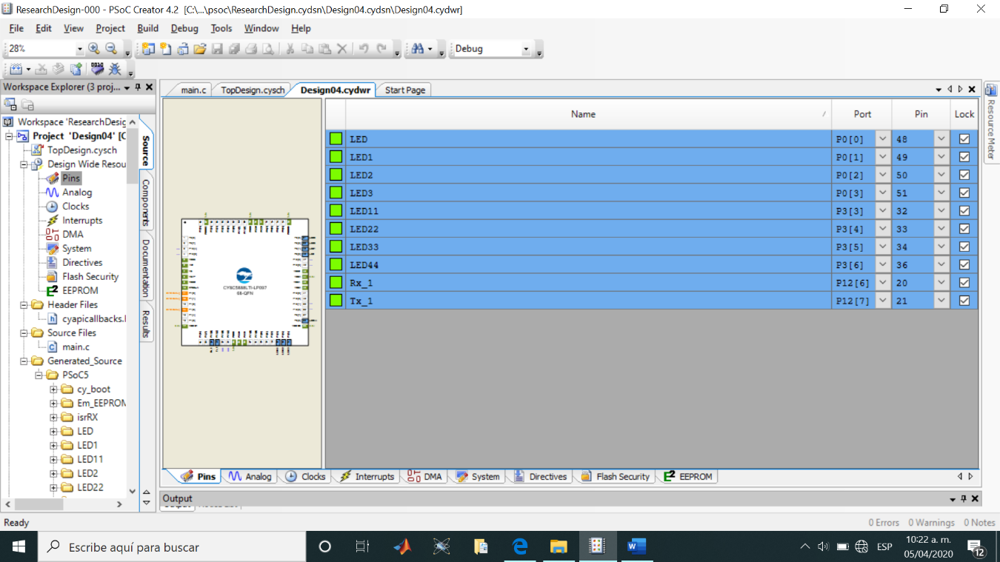 ResearchDesign-000 - PSoC Creator 4.2 [C:\...\psoc\ResearchDesign.cydsn\Design04.cydsn\Design04.cydwr]
File Edit View Project Build Debug Tools Window Help
28% Debug
Workspace Explorer (3 proj...
main.c TopDesign.cysch Design04.cydwr Start Page
Workspace 'ResearchDesig
Project 'Design04' [C
TopDesign.cysch
Design Wide Resou
Pins
Analog
Clocks
Interrupts
DMA
System
Directives
Flash Security
EEPROM
Header Files
cyapicallbacks.h
Source Files
main.c
Generated_Source
PSoC5
cy_boot
Em_EEPROM
isrRX
LED
LED1
LED11
LED2
LED22
Source
Components
Documentation
Results
CY8C5888LTI-LP097
68-QFN
Name Port Pin Lock
LED P0[0] 48
LED1 P0[1] 49
LED2 P0[2] 50
LED3 P0[3] 51
LED11 P3[3] 32
LED22 P3[4] 33
LED33 P3[5] 34
LED44 P3[6] 36
Rx_1 P12[6] 20
Tx_1 P12[7] 21
Resource Meter
Pins Analog Clocks Interrupts DMA System Directives Flash Security EEPROM
Output
Ready 0 Errors 0 Warnings 0 Notes
Escribe aquí para buscar
ESP
10:22 a. m.
05/04/2020
12